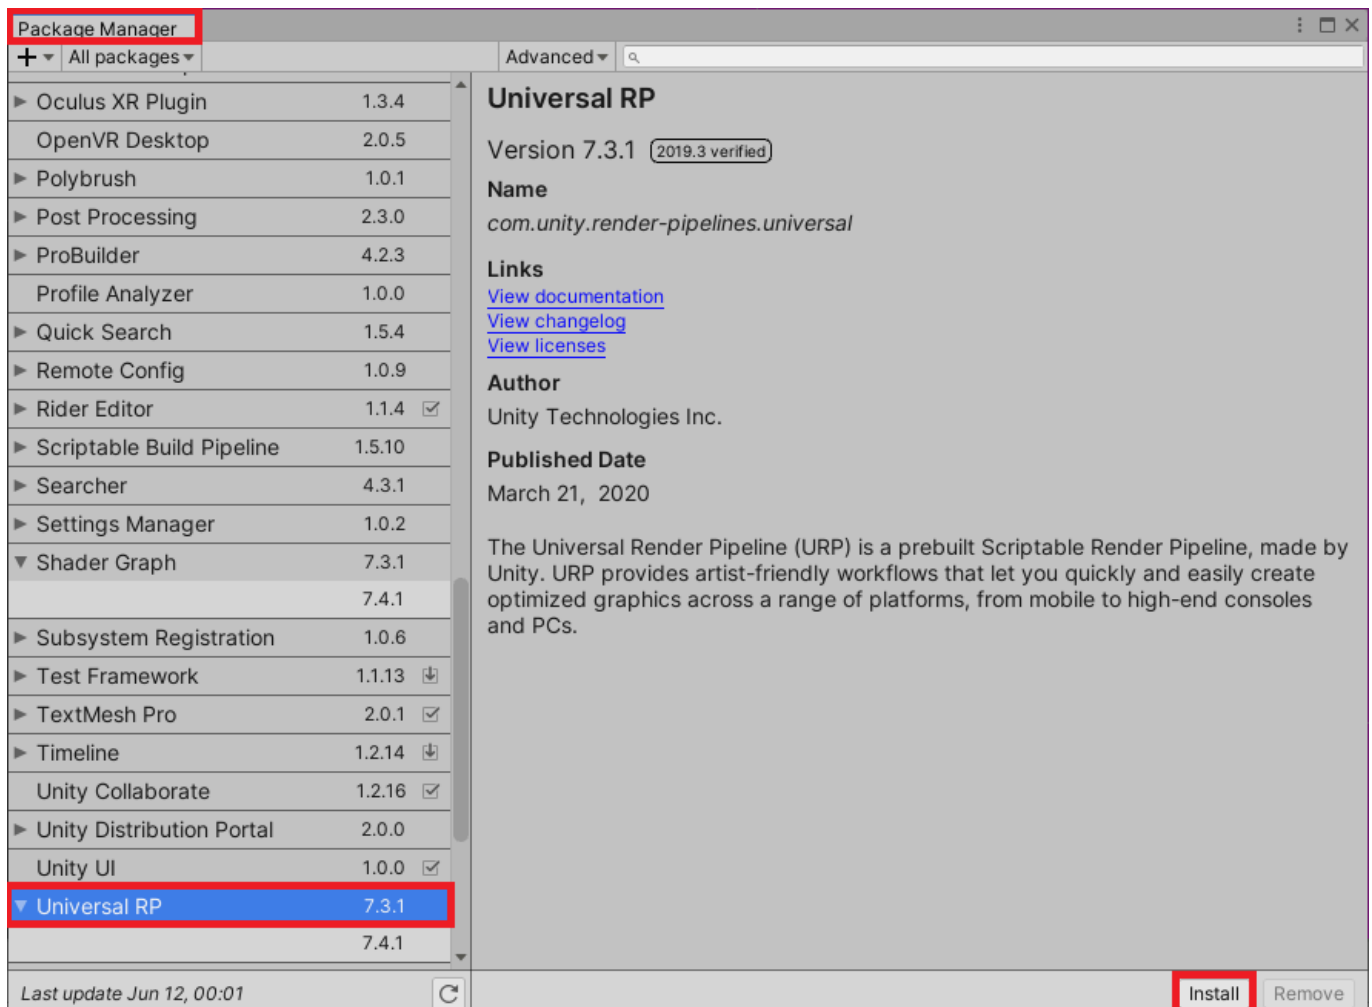 Package Manager
All packages
Advanced
Oculus XR Plugin 1.3.4
OpenVR Desktop 2.0.5
Polybrush 1.0.1
Post Processing 2.3.0
ProBuilder 4.2.3
Profile Analyzer 1.0.0
Quick Search 1.5.4
Remote Config 1.0.9
Rider Editor 1.1.4
Scriptable Build Pipeline 1.5.10
Searcher 4.3.1
Settings Manager 1.0.2
Shader Graph 7.3.1
7.4.1
Subsystem Registration 1.0.6
Test Framework 1.1.13
TextMesh Pro 2.0.1
Timeline 1.2.14
Unity Collaborate 1.2.16
Unity Distribution Portal 2.0.0
Unity UI 1.0.0
Universal RP 7.3.1
7.4.1
Last update Jun 12, 00:01
Universal RP
Version 7.3.1 2019.3 verified
Name
com.unity.render-pipelines.universal
Links
View documentation
View changelog
View licenses
Author
Unity Technologies Inc.
Published Date
March 21, 2020
The Universal Render Pipeline (URP) is a prebuilt Scriptable Render Pipeline, made by
Unity. URP provides artist-friendly workflows that let you quickly and easily create
optimized graphics across a range of platforms, from mobile to high-end consoles
and PCs.
Install Remove